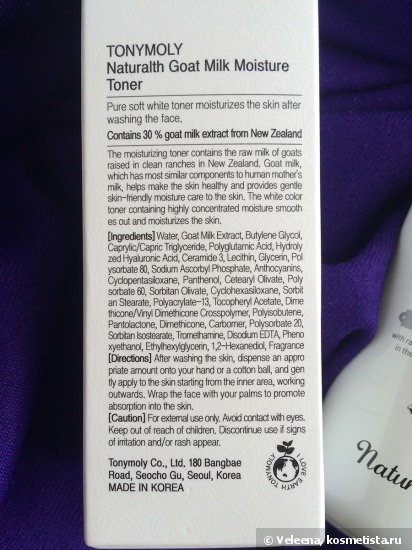 TONYMOLY
Naturalth Goat Milk Moisture
Toner
Pure soft white toner moisturizes the skin after
washing the face.
Contains 30 % goat milk extract from New Zealand
The moisturizing toner contains the raw milk of goats
raised in clean ranches in New Zealand. Goat milk,
which has most similar components to human mother's
milk, helps make the skin healthy and provides gentle
skin-friendly moisture care to the skin. The white color
toner containing highly concentrated moisture smooth
es out and moisturizes the skin.
[Ingredients] Water, Goat Milk Extract, Butylene Glycol,
Caprylic/Capric Triglyceride, Polyglutamic Acid, Hydroly
zed Hyaluronic Acid, Ceramide 3, Lecithin, Glycerin, Pol
ysorbate 80, Sodium Ascorbyl Phosphate, Anthocyanins,
Cyclopentasiloxane, Panthenol, Cetearyl Olivate, Poly
sorbate 60, Sorbitan Olivate, Cyclohexasiloxane, Sorbit
an Stearate, Polyacrylate-13, Tocopheryl Acetate, Dime
thicone/Vinyl Dimethicone Crosspolymer, Polyisobutene,
Pantolactone, Dimethicone, Carbomer, Polysorbate 20,
Sorbitan Isostearate, Tromethamine, Disodium EDTA, Pheno
xyethanol, Ethylhexylglycerin, 1,2-Hexanediol, Fragrance
[Directions] After washing the skin, dispense an appro
priate amount onto your hand or a cotton ball, and gen
tly apply to the skin starting from the inner area, working
outwards. Wrap the face with your palms to promote
absorption into the skin.
[Caution] For external use only. Avoid contact with eyes.
Keep out of reach of children. Discontinue use if signs
of irritation and/or rash appear.
Tonymoly Co., Ltd. 180 Bangbae
Road, Seocho Gu, Seoul, Korea
MADE IN KOREA
TONYMOLY I LOVE EARTH
with ra
in the
Natur
© Veleena, kosmetista.ru